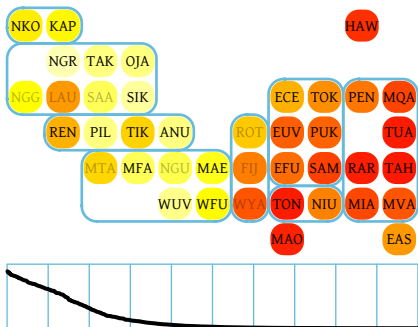 NKO KAP HAW
NGR TAK OJA
NGG LAU SAA SIK ECE TOK PEN MQA
REN PIL TIK ANU ROT EUV PUK TUA
MTA MFA NGU MAE FIJ EFU SAM RAR TAH
WUV WFU WYA TON NIU MIA MVA
MAO EAS